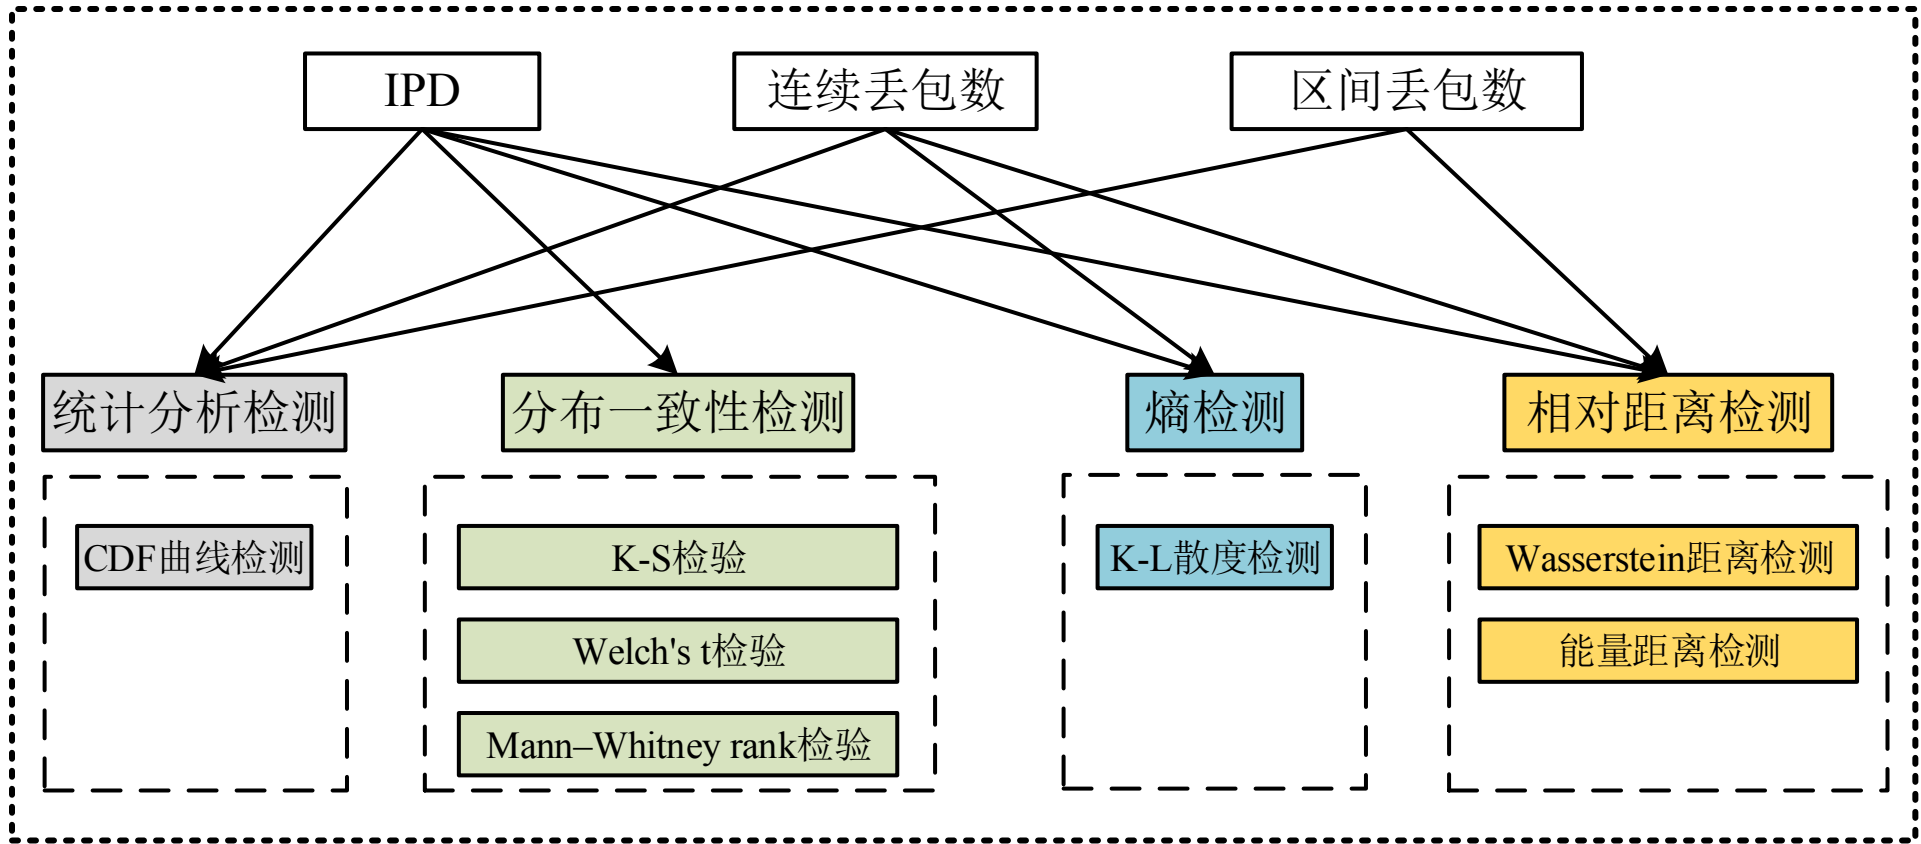 IPD
连续丢包数
区间丢包数
统计分析检测
分布一致性检测
熵检测
相对距离检测
CDF曲线检测
K-S检验
Welch's t检验
Mann–Whitney rank检验
K-L散度检测
Wasserstein距离检测
能量距离检测